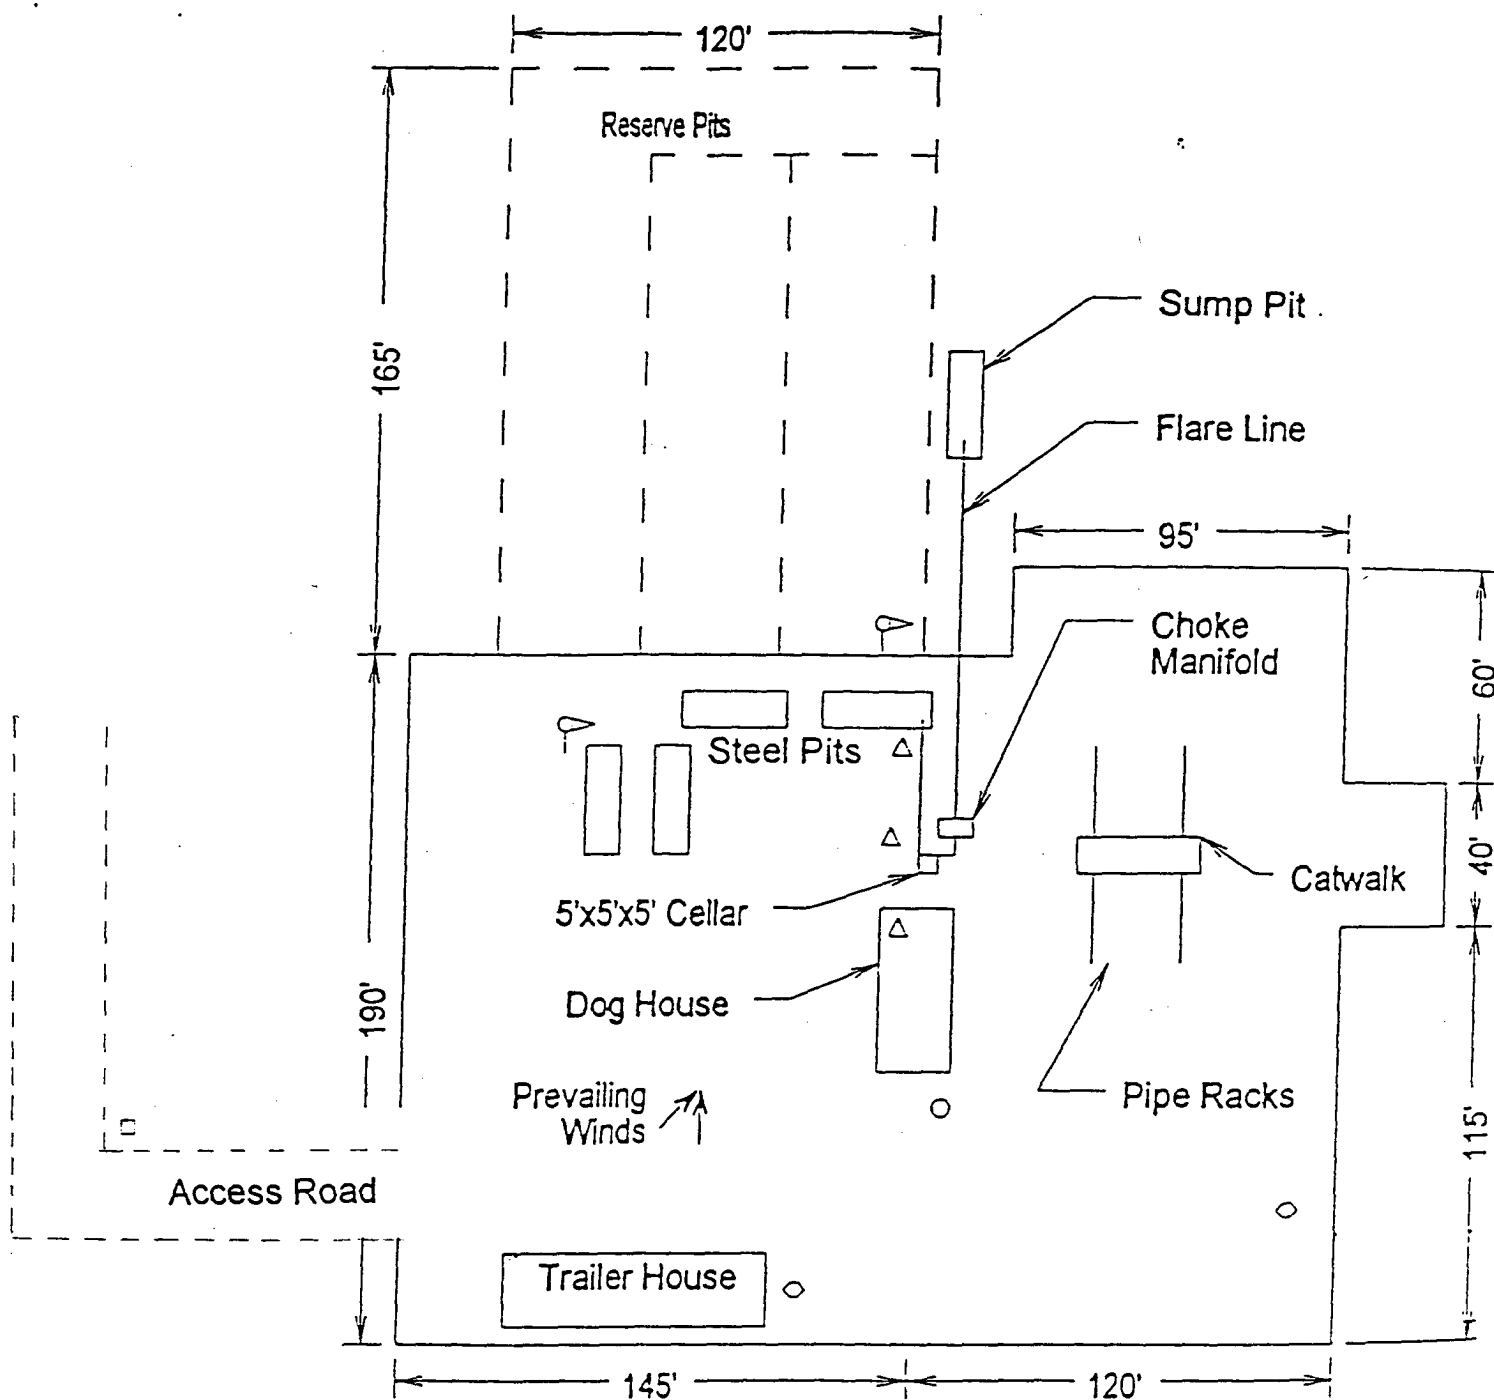 120'
Reserve Pits
165'
Sump Pit
Flare Line
95'
Choke
Manifold
60'
Steel Pits
40'
Catwalk
5'x5'x5' Cellar
Dog House
190'
Prevailing
Winds
Pipe Racks
115'
Access Road
Trailer House
145'
120'